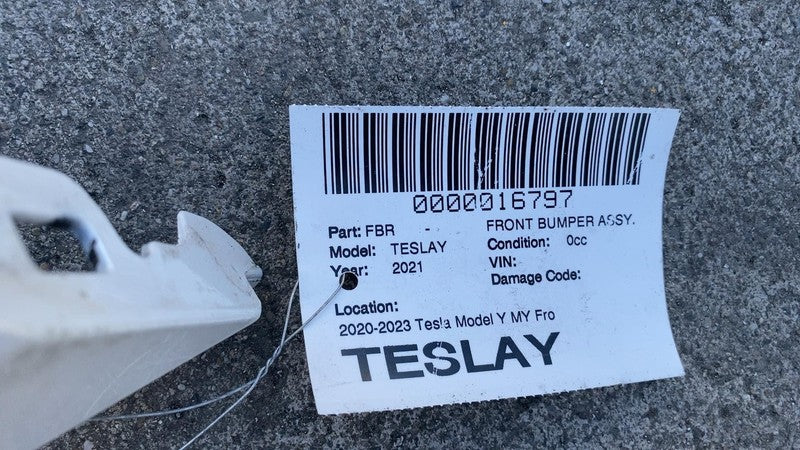 0000016797
Part: FBR - FRONT BUMPER ASSY.
Model: TESLAY Condition: 0cc
Year: 2021 VIN:
Damage Code:
Location:
2020-2023 Tesla Model Y MY Fro
TESLAY